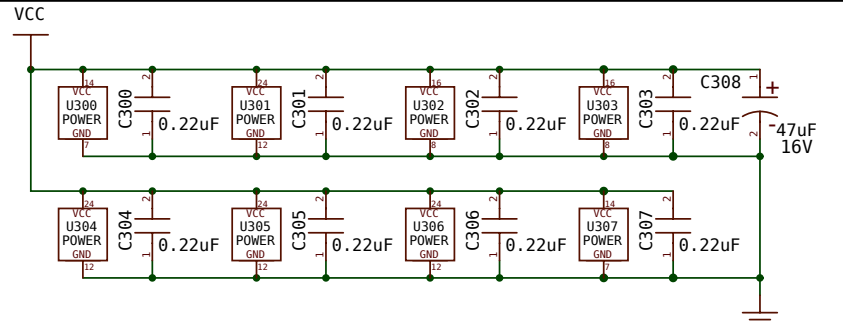 VCC
14
VCC
U300
POWER
GND
7
2
C300
1
0.22uF
24
VCC
U301
POWER
GND
12
2
C301
1
0.22uF
16
VCC
U302
POWER
GND
8
2
C302
1
0.22uF
16
VCC
U303
POWER
GND
8
2
C303
1
0.22uF
C308
1
+
-
47uF
16V
2
24
VCC
U304
POWER
GND
12
2
C304
1
0.22uF
24
VCC
U305
POWER
GND
12
2
C305
1
0.22uF
24
VCC
U306
POWER
GND
12
2
C306
1
0.22uF
14
VCC
U307
POWER
GND
7
2
C307
1
0.22uF